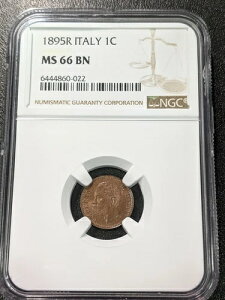 1895R ITALY 1C
MS 66 BN
6444860-022
NUMISMATIC GUARANTY CORPORATION
NGC